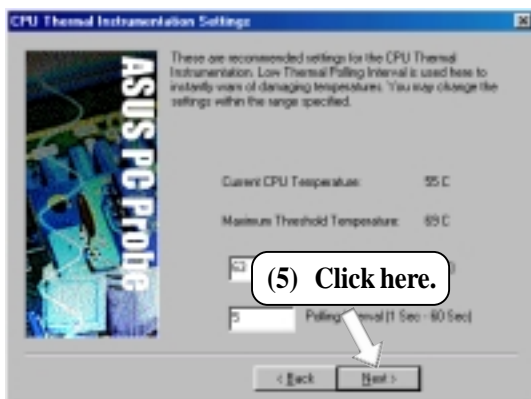 CPU Thermal Instrumentation Settings
ASUS PC Probe
These are recommended settings for the CPU Thermal
Instrumentation. Low Thermal Polling Interval is used here to
instantly warn of damaging temperatures. You may change the
settings within the range specified.
Current CPU Temperature: 55 C
Maximum Threshold Temperature: 69 C
(5) Click here.
5 Polling (1 Sec - 60 Sec)
< Back Next >